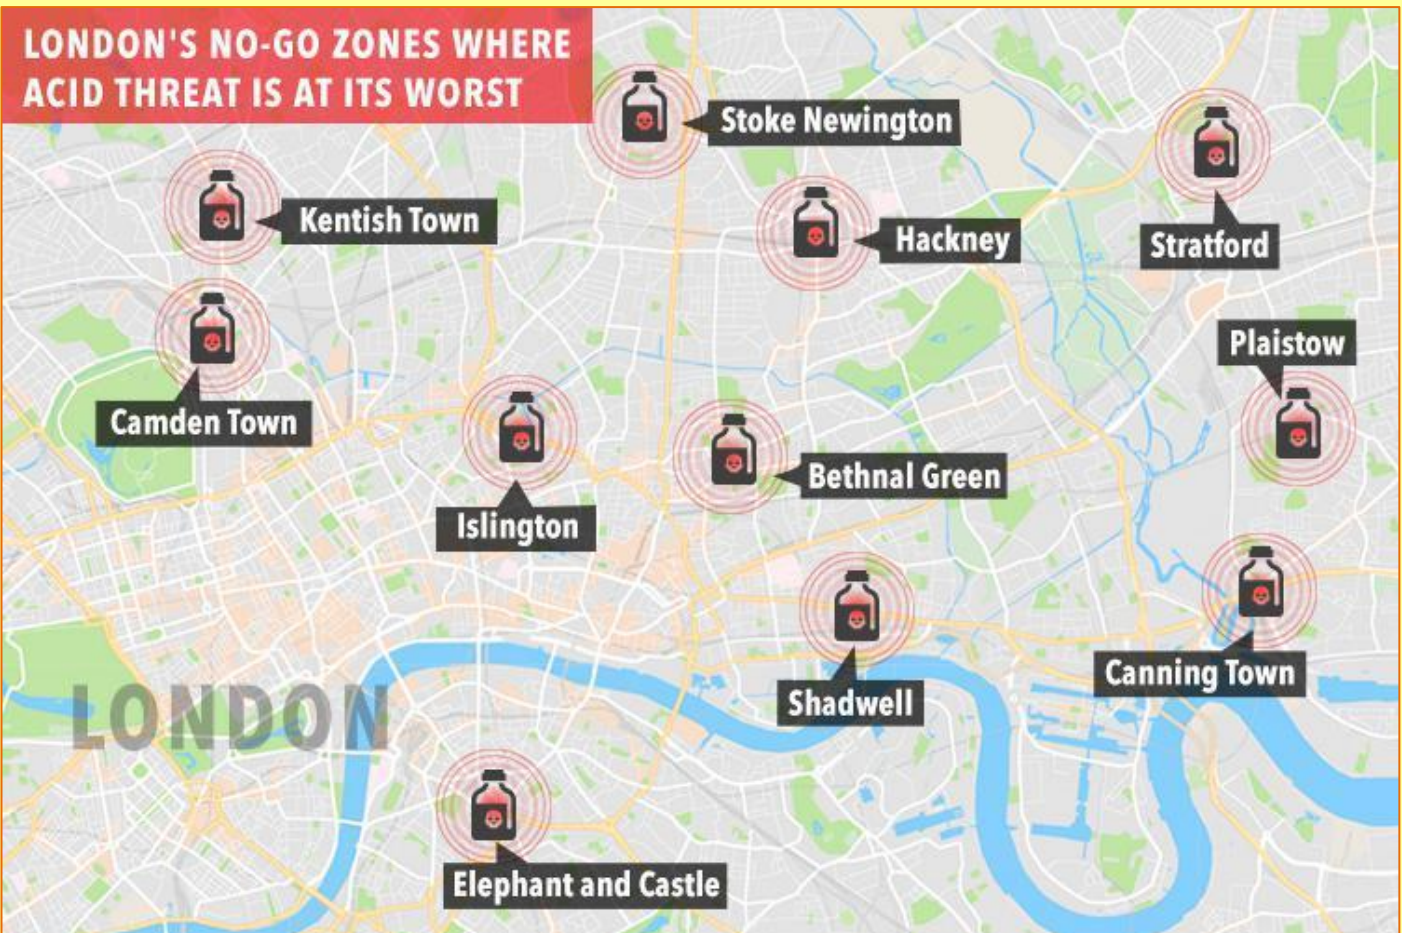 LONDON'S NO-GO ZONES WHERE
ACID THREAT IS AT ITS WORST
Stoke Newington
Kentish Town
Hackney
Stratford
Plaistow
Camden Town
Bethnal Green
Islington
Canning Town
Shadwell
LONDON
Elephant and Castle